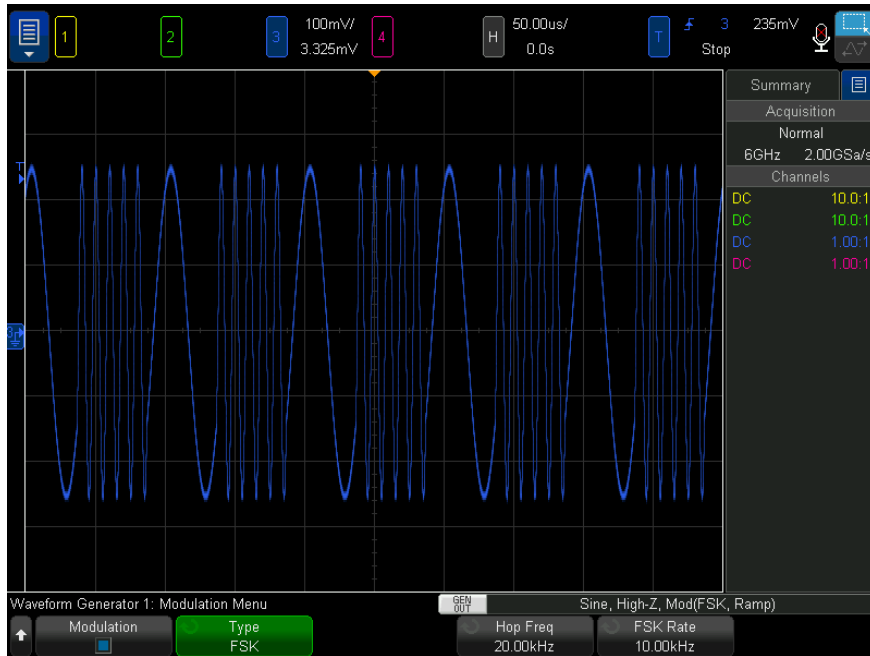 1 2 3 100mV/ 3.325mV 4 H 50.00us/ 0.0s T 3 235mV Stop
Summary
Acquisition
Normal
6GHz 2.00GSa/s
Channels
DC 10.0:1
DC 10.0:1
DC 1.00:1
DC 1.00:1
T
3
Waveform Generator 1: Modulation Menu
GEN OUT
Sine, High-Z, Mod(FSK, Ramp)
Modulation
Type
FSK
Hop Freq
20.00kHz
FSK Rate
10.00kHz